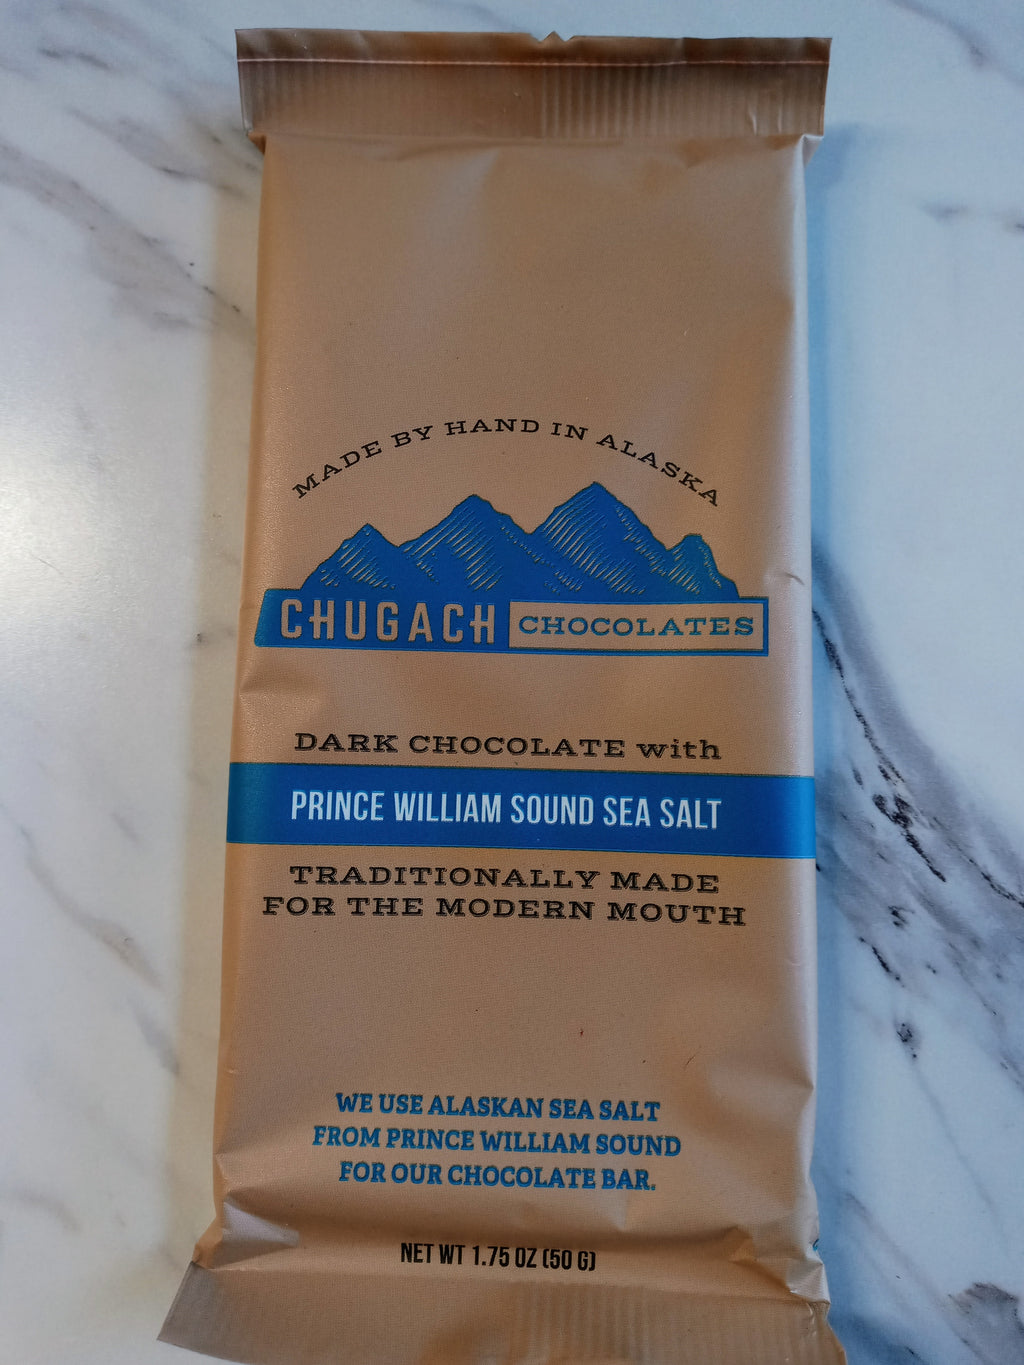 MADE BY HAND IN ALASKA
CHUGACH CHOCOLATES
DARK CHOCOLATE with
PRINCE WILLIAM SOUND SEA SALT
TRADITIONALLY MADE
FOR THE MODERN MOUTH
WE USE ALASKAN SEA SALT
FROM PRINCE WILLIAM SOUND
FOR OUR CHOCOLATE BAR.
NET WT 1.75 OZ (50 G)